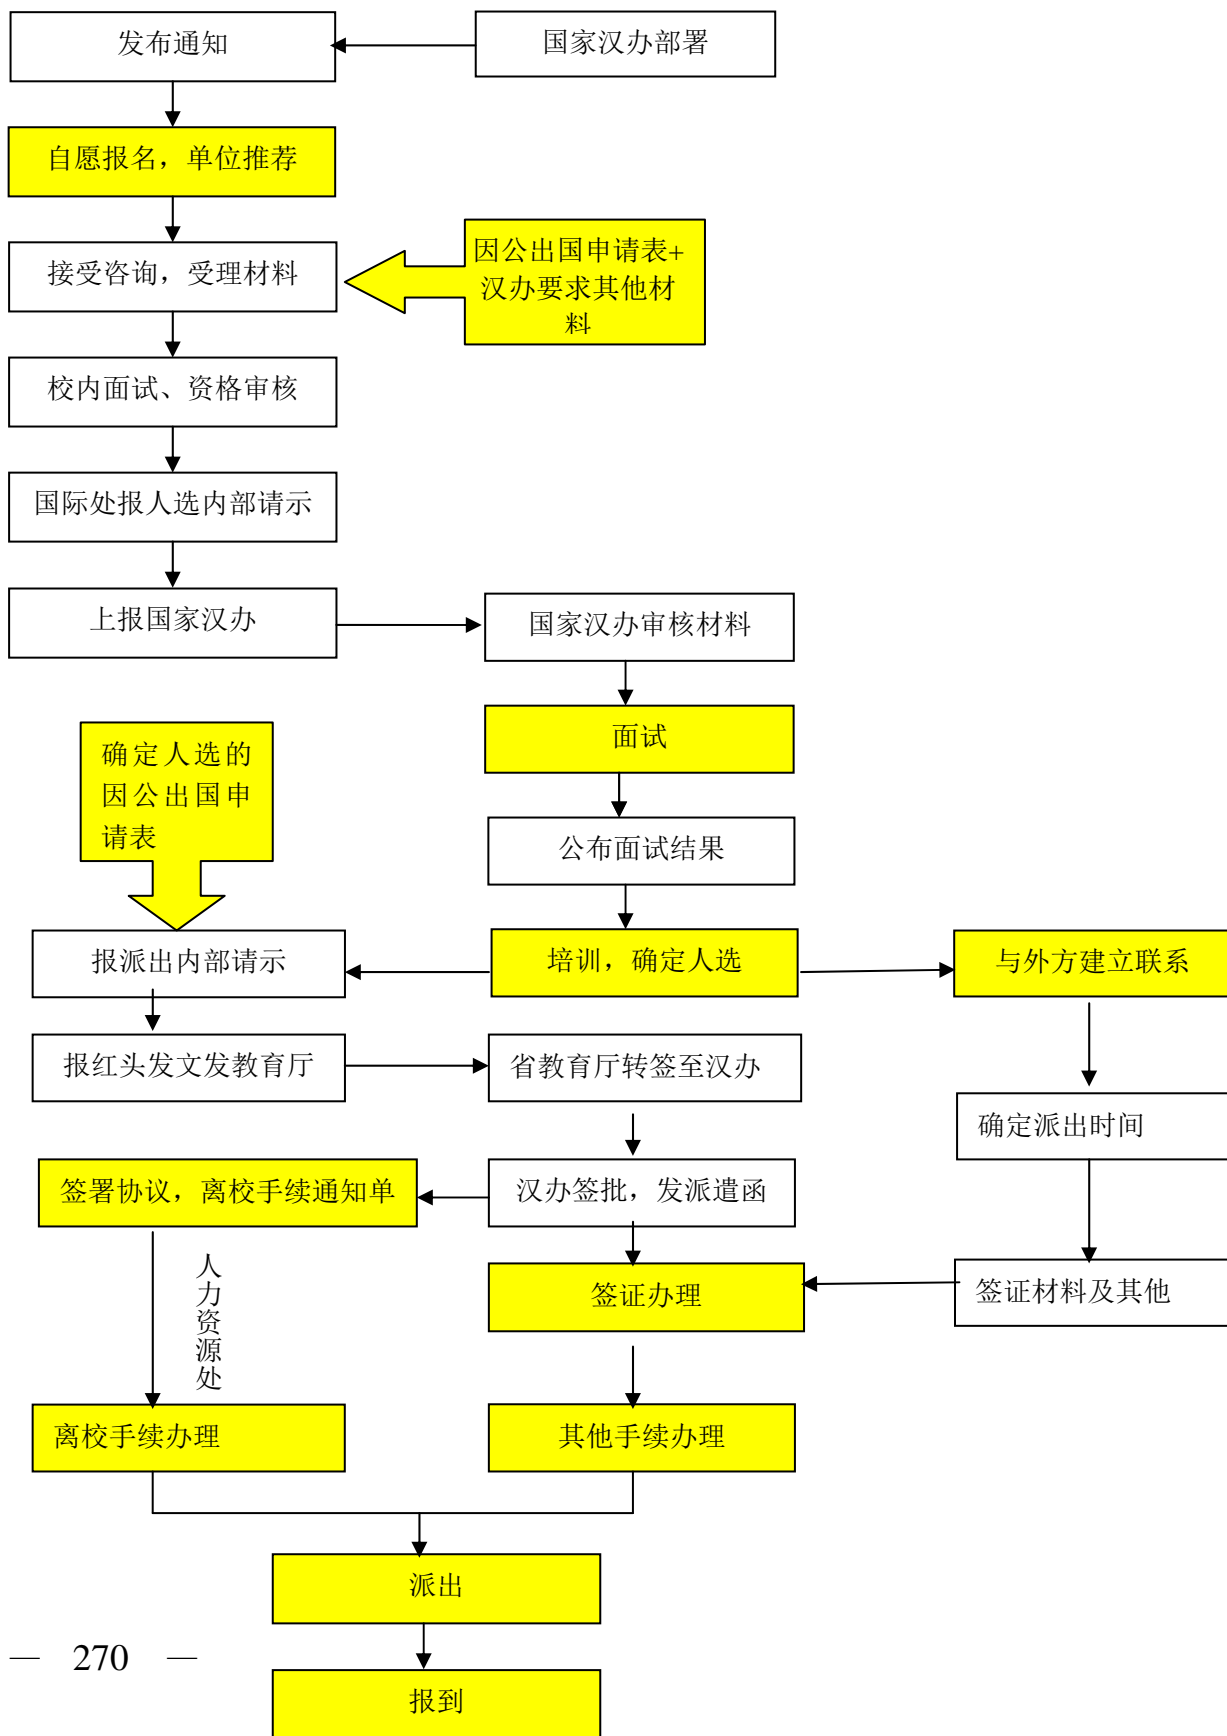 发布通知
国家汉办部署
自愿报名，单位推荐
接受咨询，受理材料
因公出国申请表+
汉办要求其他材
料
校内面试、资格审核
国际处报人选内部请示
上报国家汉办
国家汉办审核材料
面试
确定人选的
因公出国申
请表
公布面试结果
报派出内部请示
培训，确定人选
与外方建立联系
报红头发文发教育厅
省教育厅转签至汉办
确定派出时间
签署协议，离校手续通知单
汉办签批，发派遣函
人力资源处
签证办理
签证材料及其他
离校手续办理
其他手续办理
派出
— 270 —
报到